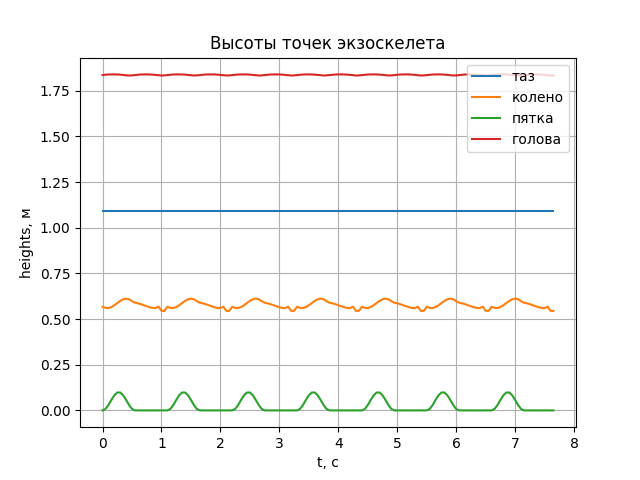 Высоты точек экзоскелета
heights, м
1.75
1.50
1.25
1.00
0.75
0.50
0.25
0.00
таз
колено
пятка
голова
0 1 2 3 4 5 6 7 8
t, с